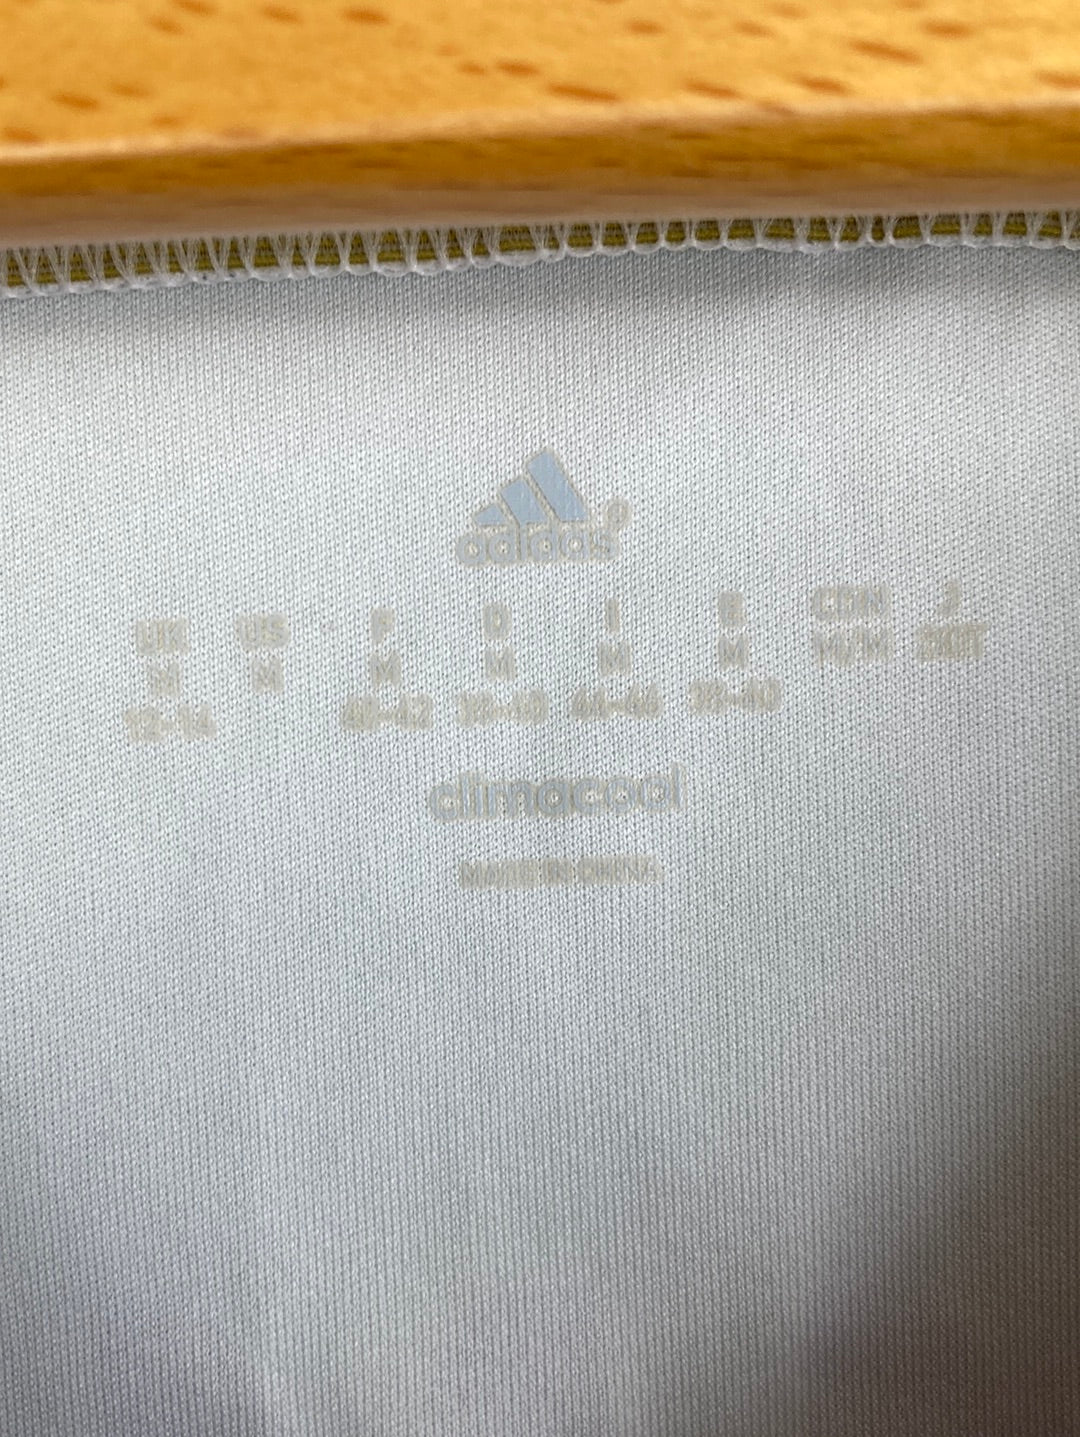 adidas®
UK US F D I B CDN J
M M M M M M M/M
12-14 40-42 38-40 44-46 38-40
climacool
MADE IN CHINA